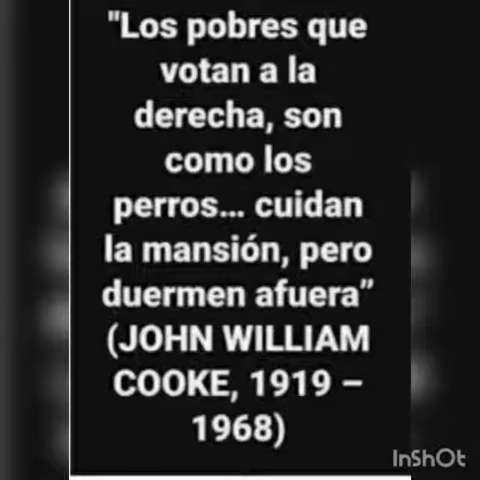 "Los pobres que
votan a la
derecha, son
como los
perros... cuidan
la mansión, pero
duermen afuera”
(JOHN WILLIAM
COOKE, 1919 –
1968)
InShOt